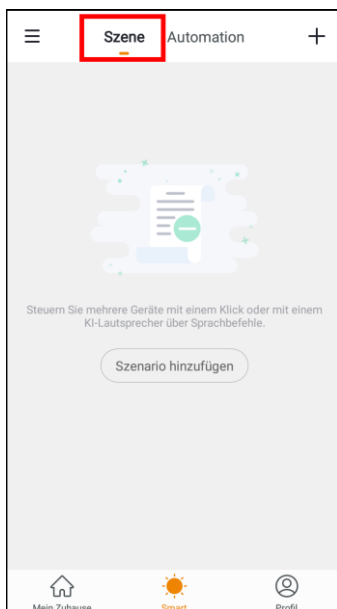 Szene Automation
Steuern Sie mehrere Geräte mit einem Klick oder mit einem
KI-Lautsprecher über Sprachbefehle.
Szenario hinzufügen
Mein Zuhause Smart Profil